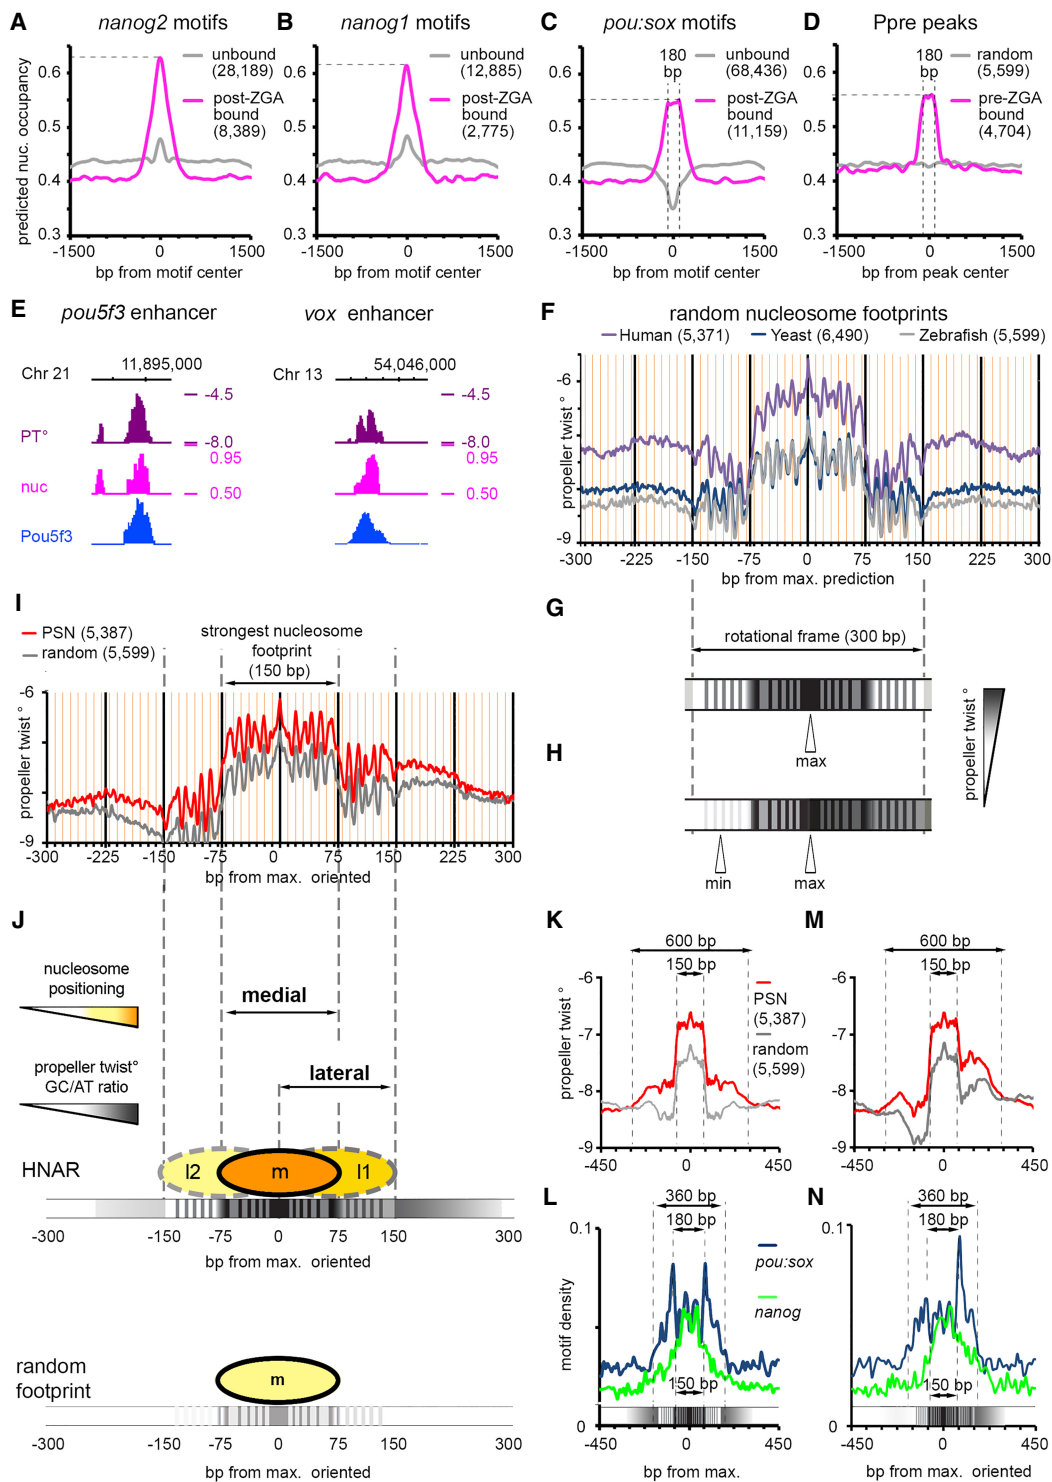 A
nanog2 motifs
predicted nuc. occupancy
0.6
0.5
0.4
0.3
unbound
(28,189)
post-ZGA
bound
(8,389)
-1500
0
1500
bp from motif center
B
nanog1 motifs
0.6
0.5
0.4
0.3
unbound
(12,885)
post-ZGA
bound
(2,775)
-1500
0
1500
bp from motif center
C
pou:sox motifs
0.6
0.5
0.4
0.3
180
bp
unbound
(68,436)
post-ZGA
bound
(11,159)
-1500
0
1500
bp from motif center
D
Ppre peaks
0.6
0.5
0.4
0.3
180
bp
random
(5,599)
pre-ZGA
bound
(4,704)
-1500
0
1500
bp from peak center
E
pou5f3 enhancer
vox enhancer
Chr 21
11,895,000
Chr 13
54,046,000
PT°
-4.5
-8.0
-4.5
-8.0
nuc
0.95
0.50
0.95
0.50
Pou5f3
F
random nucleosome footprints
Human (5,371)
Yeast (6,490)
Zebrafish (5,599)
propeller twist °
-6
-9
-300
-225
-150
-75
0
75
150
225
300
bp from max. prediction
G
rotational frame (300 bp)
max
H
min
max
propeller twist °
I
PSN (5,387)
random (5,599)
strongest nucleosome
footprint
(150 bp)
propeller twist °
-6
-9
-300
-225
-150
-75
0
75
150
225
300
bp from max. oriented
J
nucleosome
positioning
medial
propeller twist°
GC/AT ratio
lateral
HNAR
l2
m
l1
-300
-150
-75
0
75
150
300
bp from max. oriented
random
footprint
m
-300
-150
-75
0
75
150
300
bp from max. oriented
K
600 bp
150 bp
propeller twist °
-6
-7
-8
-9
PSN
(5,387)
random
(5,599)
-450
0
450
M
600 bp
150 bp
-6
-7
-8
-9
-450
0
450
L
360 bp
180 bp
0.1
motif density
0
pou:sox
nanog
150 bp
-450
0
450
bp from max.
N
360 bp
180 bp
0.1
0
150 bp
-450
0
450
bp from max. oriented